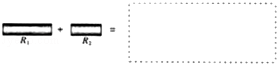 + =
R₁ R₂